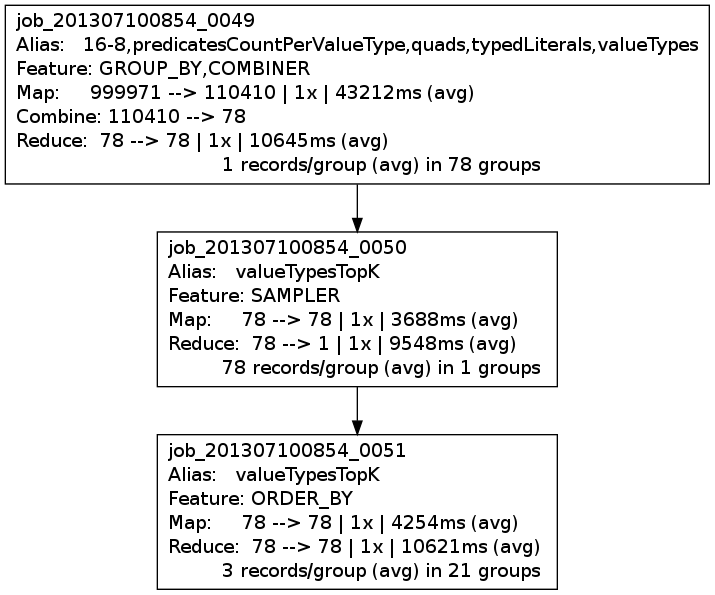 job_201307100854_0049
Alias: 16-8,predicatesCountPerValueType,quads,typedLiterals,valueTypes
Feature: GROUP_BY,COMBINER
Map: 999971 --> 110410 | 1x | 43212ms (avg)
Combine: 110410 --> 78
Reduce: 78 --> 78 | 1x | 10645ms (avg)
1 records/group (avg) in 78 groups
job_201307100854_0050
Alias: valueTypesTopK
Feature: SAMPLER
Map: 78 --> 78 | 1x | 3688ms (avg)
Reduce: 78 --> 1 | 1x | 9548ms (avg)
78 records/group (avg) in 1 groups
job_201307100854_0051
Alias: valueTypesTopK
Feature: ORDER_BY
Map: 78 --> 78 | 1x | 4254ms (avg)
Reduce: 78 --> 78 | 1x | 10621ms (avg)
3 records/group (avg) in 21 groups